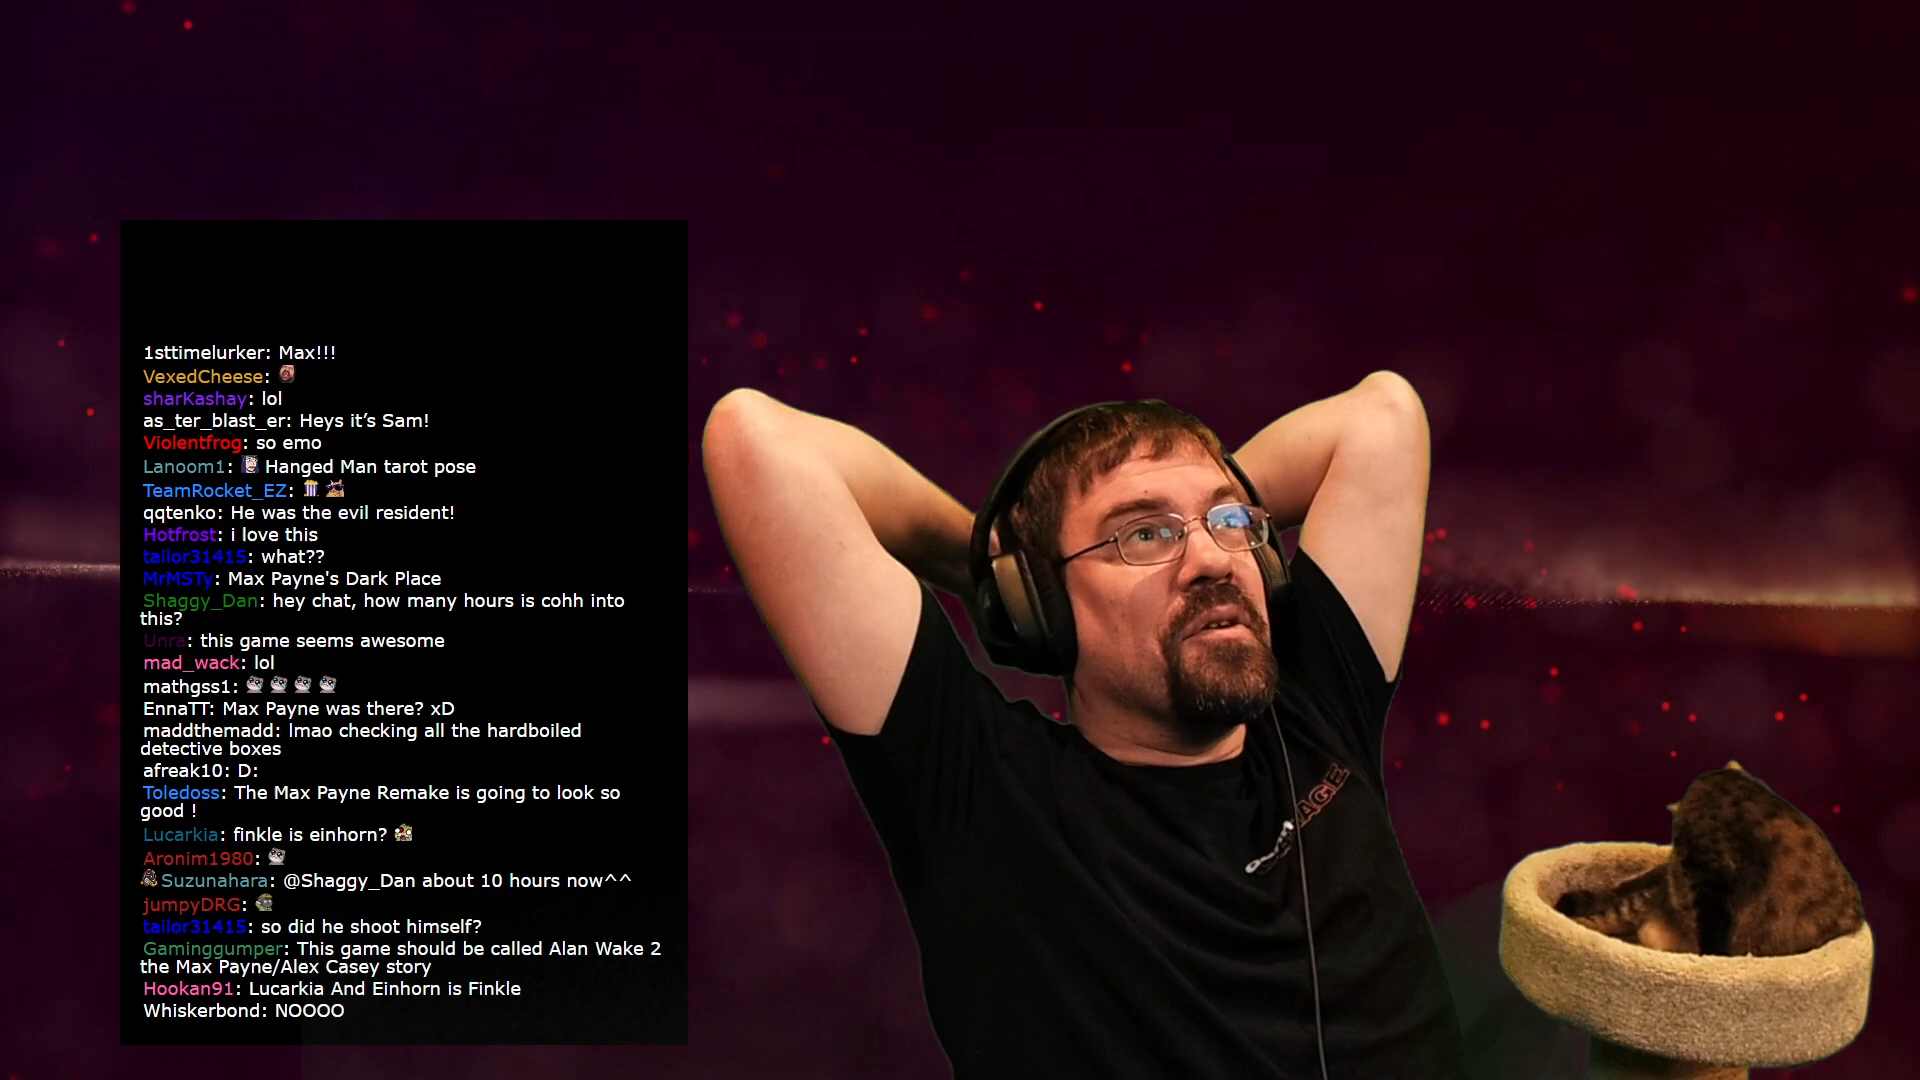 1sttimelurker: Max!!!
VexedCheese:
sharKashay: lol
as_ter_blast_er: Heys it’s Sam!
Violentfrog: so emo
Lanoom1: Hanged Man tarot pose
TeamRocket_EZ:
qqtenko: He was the evil resident!
Hotfrost: i love this
tailor31415: what??
MrMSTy: Max Payne's Dark Place
Shaggy_Dan: hey chat, how many hours is cohh into
this?
Unra: this game seems awesome
mad_wack: lol
mathgss1:
EnnaTT: Max Payne was there? xD
maddthemadd: lmao checking all the hardboiled
detective boxes
afreak10: D:
Toledoss: The Max Payne Remake is going to look so
good !
Lucarkia: finkle is einhorn?
Aronim1980:
Suzunahara: @Shaggy_Dan about 10 hours now^^
jumpyDRG:
tailor31415: so did he shoot himself?
Gaminggumper: This game should be called Alan Wake 2
the Max Payne/Alex Casey story
Hookan91: Lucarkia And Einhorn is Finkle
Whiskerbond: NOOOO